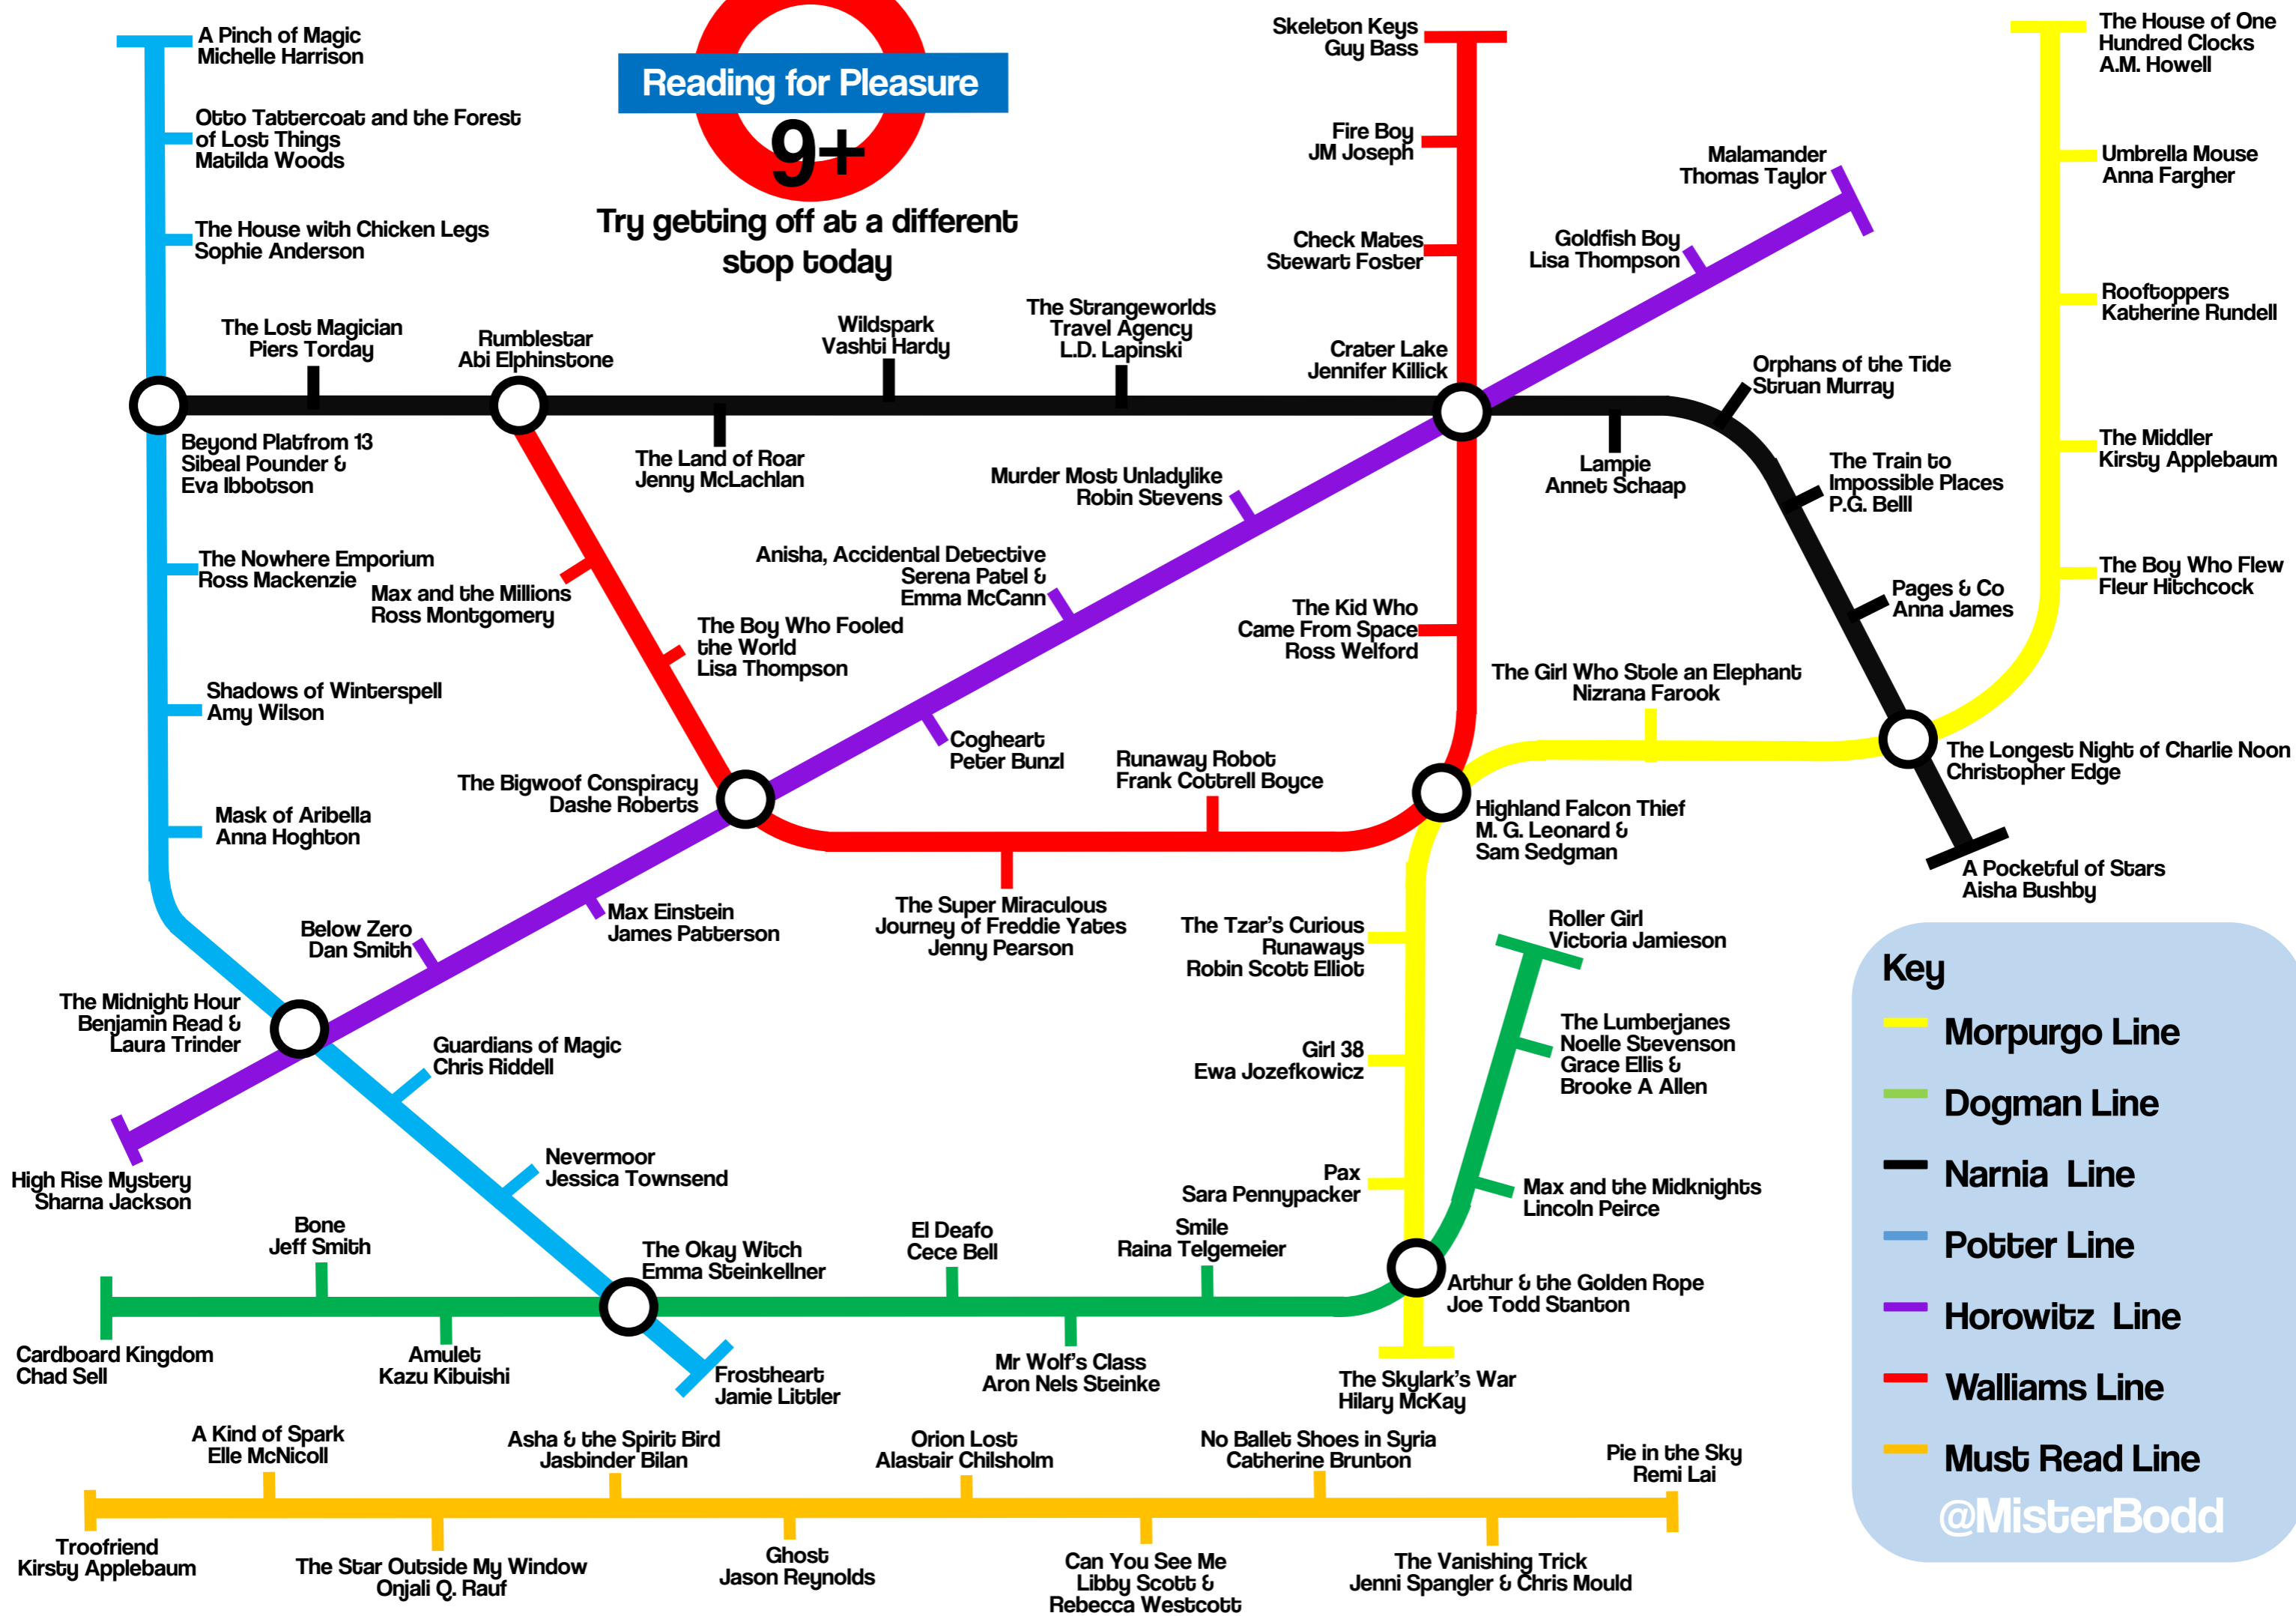 A Pinch of Magic
Michelle Harrison
Otto Tattercoat and the Forest
of Lost Things
Matilda Woods
The House with Chicken Legs
Sophie Anderson
Reading for Pleasure
9+
Try getting off at a different
stop today
Skeleton Keys
Guy Bass
Fire Boy
JM Joseph
Check Mates
Stewart Foster
Malamander
Thomas Taylor
Goldfish Boy
Lisa Thompson
The House of One
Hundred Clocks
A.M. Howell
Umbrella Mouse
Anna Fargher
Rooftoppers
Katherine Rundell
The Middler
Kirsty Applebaum
The Boy Who Flew
Fleur Hitchcock
The Lost Magician
Piers Torday
Rumblestar
Abi Elphinstone
Wildspark
Vashti Hardy
The Strangeworlds
Travel Agency
L.D. Lapinski
Crater Lake
Jennifer Killick
Orphans of the Tide
Struan Murray
Beyond Platfrom 13
Sibeal Pounder &
Eva Ibbotson
The Land of Roar
Jenny McLachlan
Murder Most Unladylike
Robin Stevens
Lampie
Annet Schaap
The Train to
Impossible Places
P.G. Belll
The Nowhere Emporium
Ross Mackenzie
Max and the Millions
Ross Montgomery
Anisha, Accidental Detective
Serena Patel &
Emma McCann
The Boy Who Fooled
the World
Lisa Thompson
The Kid Who
Came From Space
Ross Welford
Pages & Co
Anna James
The Girl Who Stole an Elephant
Nizrana Farook
Shadows of Winterspell
Amy Wilson
Cogheart
Peter Bunzl
Runaway Robot
Frank Cottrell Boyce
The Longest Night of Charlie Noon
Christopher Edge
The Bigwoof Conspiracy
Dashe Roberts
Highland Falcon Thief
M. G. Leonard &
Sam Sedgman
Mask of Aribella
Anna Hoghton
A Pocketful of Stars
Aisha Bushby
Below Zero
Dan Smith
Max Einstein
James Patterson
The Super Miraculous
Journey of Freddie Yates
Jenny Pearson
The Tzar's Curious
Runaways
Robin Scott Elliot
Roller Girl
Victoria Jamieson
The Midnight Hour
Benjamin Read &
Laura Trinder
Guardians of Magic
Chris Riddell
Girl 38
Ewa Jozefkowicz
The Lumberjanes
Noelle Stevenson
Grace Ellis &
Brooke A Allen
High Rise Mystery
Sharna Jackson
Nevermoor
Jessica Townsend
Pax
Sara Pennypacker
Max and the Midknights
Lincoln Peirce
Bone
Jeff Smith
The Okay Witch
Emma Steinkellner
El Deafo
Cece Bell
Smile
Raina Telgemeier
Arthur & the Golden Rope
Joe Todd Stanton
Cardboard Kingdom
Chad Sell
Amulet
Kazu Kibuishi
Frostheart
Jamie Littler
Mr Wolf's Class
Aron Nels Steinke
The Skylark's War
Hilary McKay
A Kind of Spark
Elle McNicoll
Asha & the Spirit Bird
Jasbinder Bilan
Orion Lost
Alastair Chilsholm
No Ballet Shoes in Syria
Catherine Brunton
Pie in the Sky
Remi Lai
Troofriend
Kirsty Applebaum
The Star Outside My Window
Onjali Q. Rauf
Ghost
Jason Reynolds
Can You See Me
Libby Scott &
Rebecca Westcott
The Vanishing Trick
Jenni Spangler & Chris Mould
Key
Morpurgo Line
Dogman Line
Narnia Line
Potter Line
Horowitz Line
Walliams Line
Must Read Line
@MisterBodd